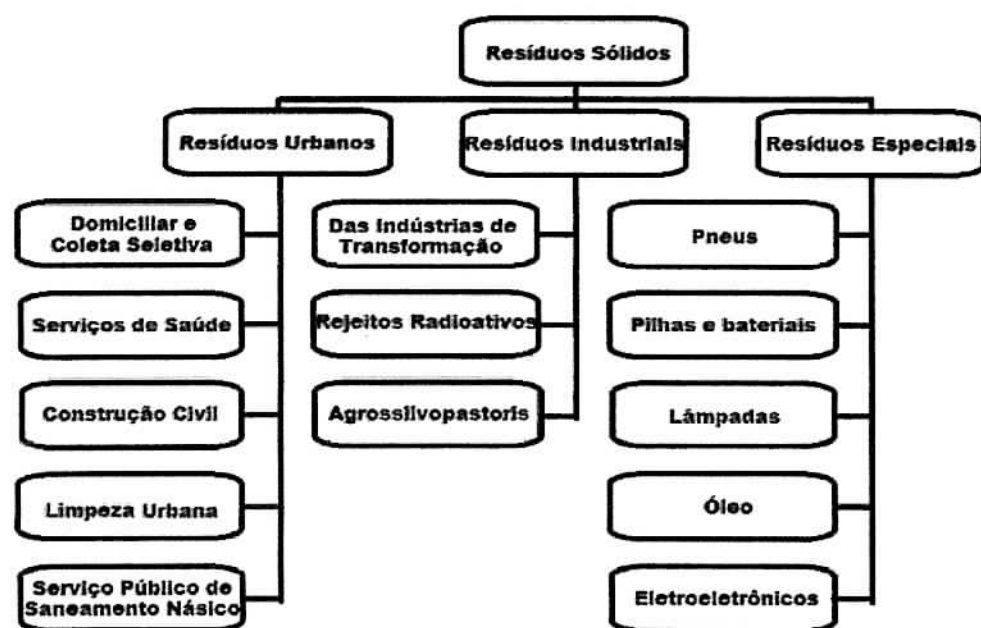 Resíduos Sólidos
Resíduos Urbanos
Resíduos Industriais
Resíduos Especiais
Domiciliar e
Coleta Seletiva
Serviços de Saúde
Construção Civil
Limpeza Urbana
Serviço Público de
Saneamento Násico
Das Indústrias de
Transformação
Rejeitos Radioativos
Agrossilvopastoris
Pneus
Pilhas e bateriais
Lâmpadas
Óleo
Eletroeletrônicos